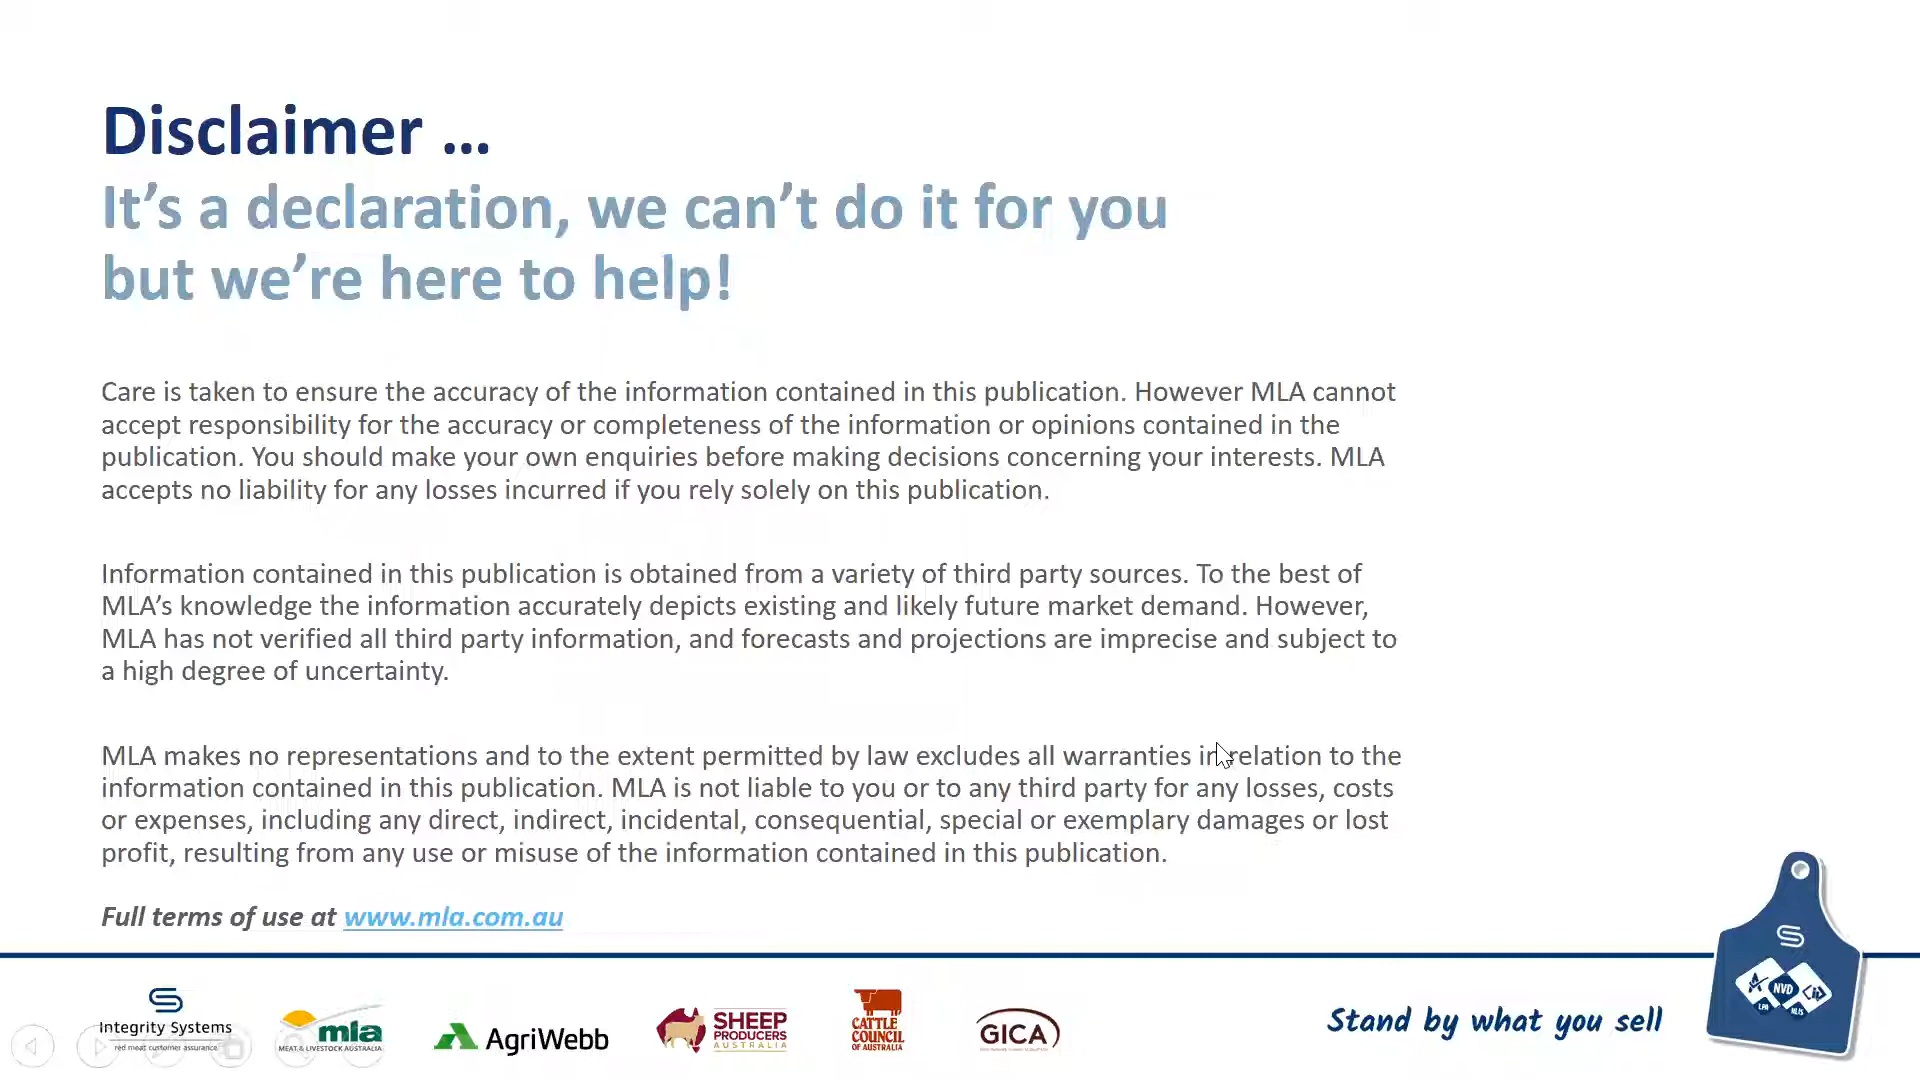 Disclaimer ...
It's a declaration, we can't do it for you
but we're here to help!
Care is taken to ensure the accuracy of the information contained in this publication. However MLA cannot
accept responsibility for the accuracy or completeness of the information or opinions contained in the
publication. You should make your own enquiries before making decisions concerning your interests. MLA
accepts no liability for any losses incurred if you rely solely on this publication.
Information contained in this publication is obtained from a variety of third party sources. To the best of
MLA's knowledge the information accurately depicts existing and likely future market demand. However,
MLA has not verified all third party information, and forecasts and projections are imprecise and subject to
a high degree of uncertainty.
MLA makes no representations and to the extent permitted by law excludes all warranties in relation to the
information contained in this publication. MLA is not liable to you or to any third party for any losses, costs
or expenses, including any direct, indirect, incidental, consequential, special or exemplary damages or lost
profit, resulting from any use or misuse of the information contained in this publication.
Full terms of use at www.mla.com.au
Integrity Systems
red meat customer assurance
mla
MEAT & LIVESTOCK AUSTRALIA
AgriWebb
SHEEP
PRODUCERS
AUSTRALIA
CATTLE
COUNCIL
OF AUSTRALIA
GICA
Stand by what you sell
LPA
NVD
NLIS